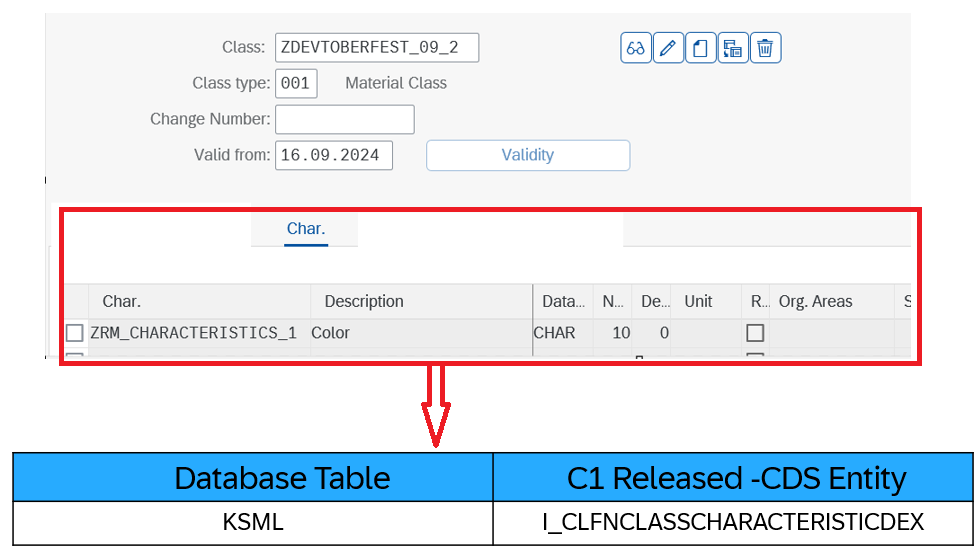 Class: ZDEVTOBERFEST_09_2
Class type: 001 Material Class
Change Number:
Valid from: 16.09.2024 Validity
Char.
Char. Description Data... N... De... Unit R... Org. Areas S
ZRM_CHARACTERISTICS_1 Color CHAR 10 0
Database Table C1 Released -CDS Entity
KSML I_CLFNCLASSCHARACTERISTICDEX